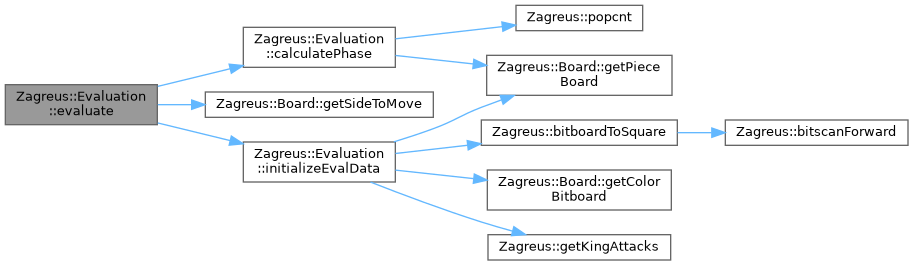 Zagreus::Evaluation
::evaluate
Zagreus::Evaluation
::calculatePhase
Zagreus::popcnt
Zagreus::Board::getPiece
Board
Zagreus::Board::getSideToMove
Zagreus::Evaluation
::initializeEvalData
Zagreus::bitboardToSquare
Zagreus::bitscanForward
Zagreus::Board::getColor
Bitboard
Zagreus::getKingAttacks